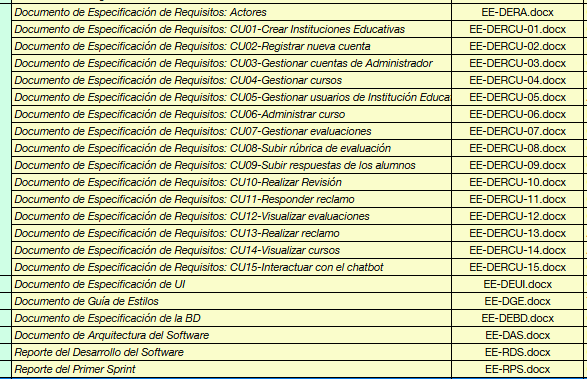 Documento de Especificación de Requisitos: Actores EE-DERA.docx
Documento de Especificación de Requisitos: CU01-Crear Instituciones Educativas EE-DERCU-01.docx
Documento de Especificación de Requisitos: CU02-Registrar nueva cuenta EE-DERCU-02.docx
Documento de Especificación de Requisitos: CU03-Gestionar cuentas de Administrador EE-DERCU-03.docx
Documento de Especificación de Requisitos: CU04-Gestionar cursos EE-DERCU-04.docx
Documento de Especificación de Requisitos: CU05-Gestionar usuarios de Institución Educat EE-DERCU-05.docx
Documento de Especificación de Requisitos: CU06-Administrar curso EE-DERCU-06.docx
Documento de Especificación de Requisitos: CU07-Gestionar evaluaciones EE-DERCU-07.docx
Documento de Especificación de Requisitos: CU08-Subir rúbrica de evaluación EE-DERCU-08.docx
Documento de Especificación de Requisitos: CU09-Subir respuestas de los alumnos EE-DERCU-09.docx
Documento de Especificación de Requisitos: CU10-Realizar Revisión EE-DERCU-10.docx
Documento de Especificación de Requisitos: CU11-Responder reclamo EE-DERCU-11.docx
Documento de Especificación de Requisitos: CU12-Visualizar evaluaciones EE-DERCU-12.docx
Documento de Especificación de Requisitos: CU13-Realizar reclamo EE-DERCU-13.docx
Documento de Especificación de Requisitos: CU14-Visualizar cursos EE-DERCU-14.docx
Documento de Especificación de Requisitos: CU15-Interactuar con el chatbot EE-DERCU-15.docx
Documento de Especificación de UI EE-DEUI.docx
Documento de Guía de Estilos EE-DGE.docx
Documento de Especificación de la BD EE-DEBD.docx
Documento de Arquitectura del Software EE-DAS.docx
Reporte del Desarrollo del Software EE-RDS.docx
Reporte del Primer Sprint EE-RPS.docx